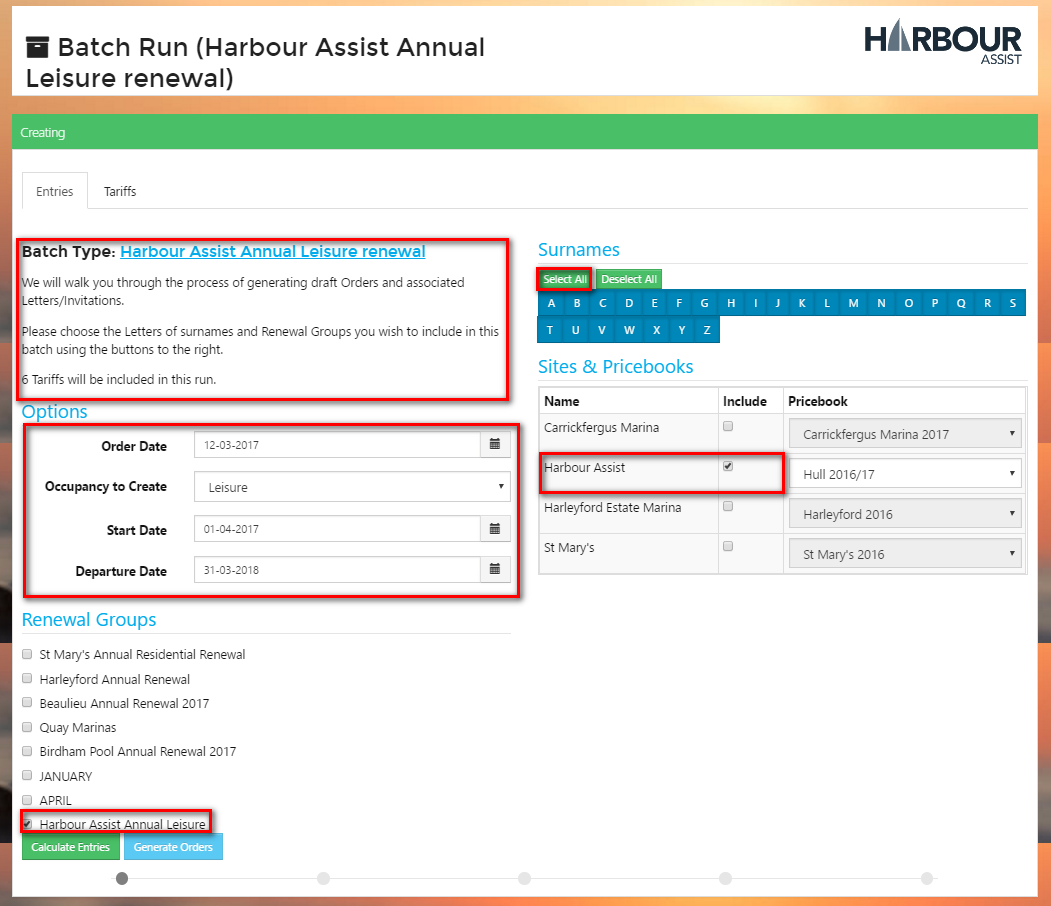 Batch Run (Harbour Assist Annual
Leisure renewal)
HARBOUR
ASSIST
Creating
Entries
Tariffs
Batch Type: Harbour Assist Annual Leisure renewal
We will walk you through the process of generating draft Orders and associated
Letters/Invitations.
Please choose the Letters of surnames and Renewal Groups you wish to include in this
batch using the buttons to the right.
6 Tariffs will be included in this run.
Options
Order Date 12-03-2017
Occupancy to Create Leisure
Start Date 01-04-2017
Departure Date 31-03-2018
Renewal Groups
St Mary's Annual Residential Renewal
Harleyford Annual Renewal
Beaulieu Annual Renewal 2017
Quay Marinas
Birdham Pool Annual Renewal 2017
JANUARY
APRIL
Harbour Assist Annual Leisure
Calculate Entries Generate Orders
Surnames
Select All Deselect All
A B C D E F G H I J K L M N O P Q R S
T U V W X Y Z
Sites & Pricebooks
Name Include Pricebook
Carrickfergus Marina Carrickfergus Marina 2017
Harbour Assist Hull 2016/17
Harleyford Estate Marina Harleyford 2016
St Mary's St Mary's 2016